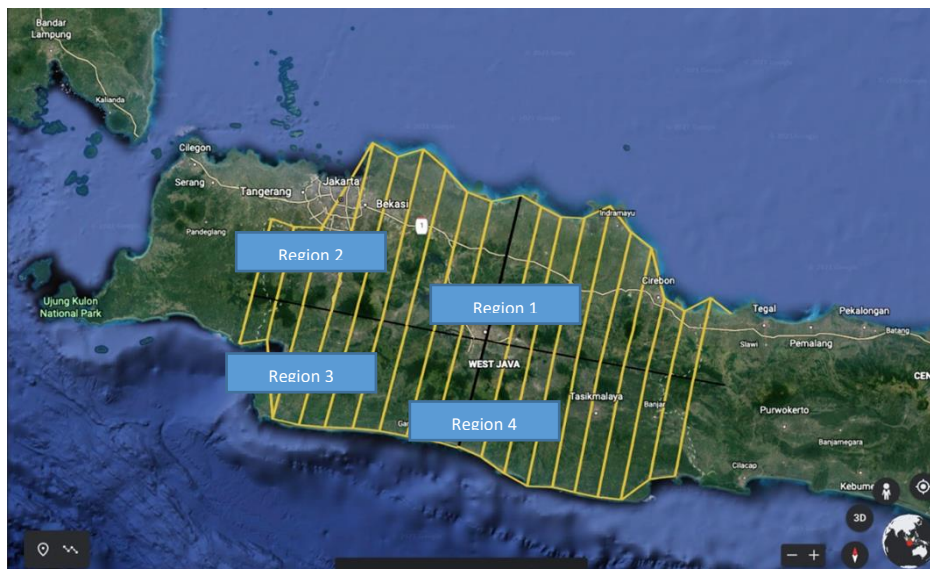 Bandar
Lampung
Kalianda
Cilegon
Serang
Tangerang
Jakarta
Bekasi
Pandeglang
1
Indramayu
Region 2
Ujung Kulon
National Park
Region 1
Cirebon
Tegal
Pekalongan
Batang
Slawi
Pemalang
WEST JAVA
Region 3
CEN
Tasikmalaya
Banjar
Purwokerto
Region 4
Banjarnegara
Cilacap
Kebume
3D